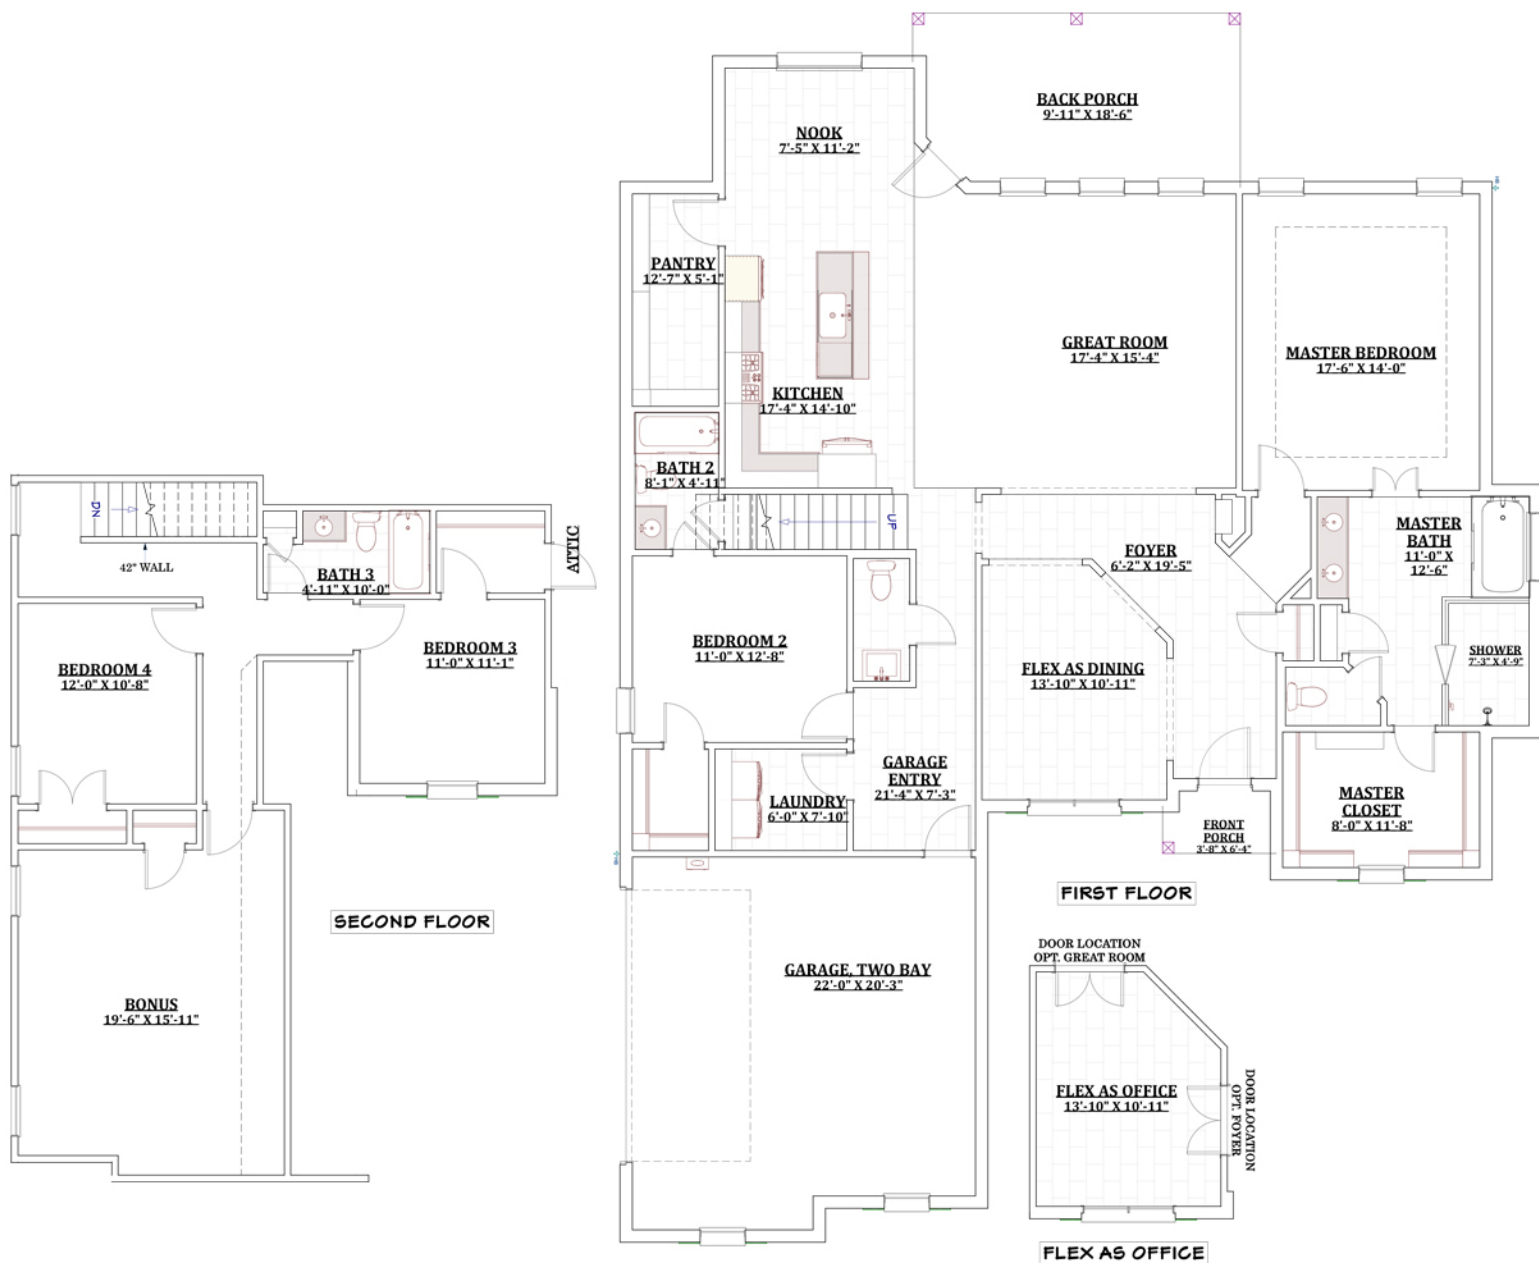 BACK PORCH
9'-11" X 18'-6"
NOOK
7'-5" X 11'-2"
PANTRY
12'-7" X 5'-1"
GREAT ROOM
17'-4" X 15'-4"
MASTER BEDROOM
17'-6" X 14'-0"
KITCHEN
17'-4" X 14'-10"
BATH 2
8'-1" X 4'-11"
UP
MASTER
BATH
11'-0" X
12'-6"
FOYER
6'-2" X 19'-5"
BEDROOM 2
11'-0" X 12'-8"
FLEX AS DINING
13'-10" X 10'-11"
SHOWER
7'-3" X 4'-9"
GARAGE
ENTRY
21'-4" X 7'-3"
LAUNDRY
6'-0" X 7'-10"
MASTER
CLOSET
8'-0" X 11'-8"
FRONT
PORCH
3'-8" X 6'-4"
FIRST FLOOR
GARAGE, TWO BAY
22'-0" X 20'-3"
DN
42" WALL
BATH 3
4'-11" X 10'-0"
ATTIC
BEDROOM 4
12'-0" X 10'-8"
BEDROOM 3
11'-0" X 11'-1"
SECOND FLOOR
BONUS
19'-6" X 15'-11"
DOOR LOCATION
OPT. GREAT ROOM
FLEX AS OFFICE
13'-10" X 10'-11"
DOOR LOCATION
OPT. FOYER
FLEX AS OFFICE